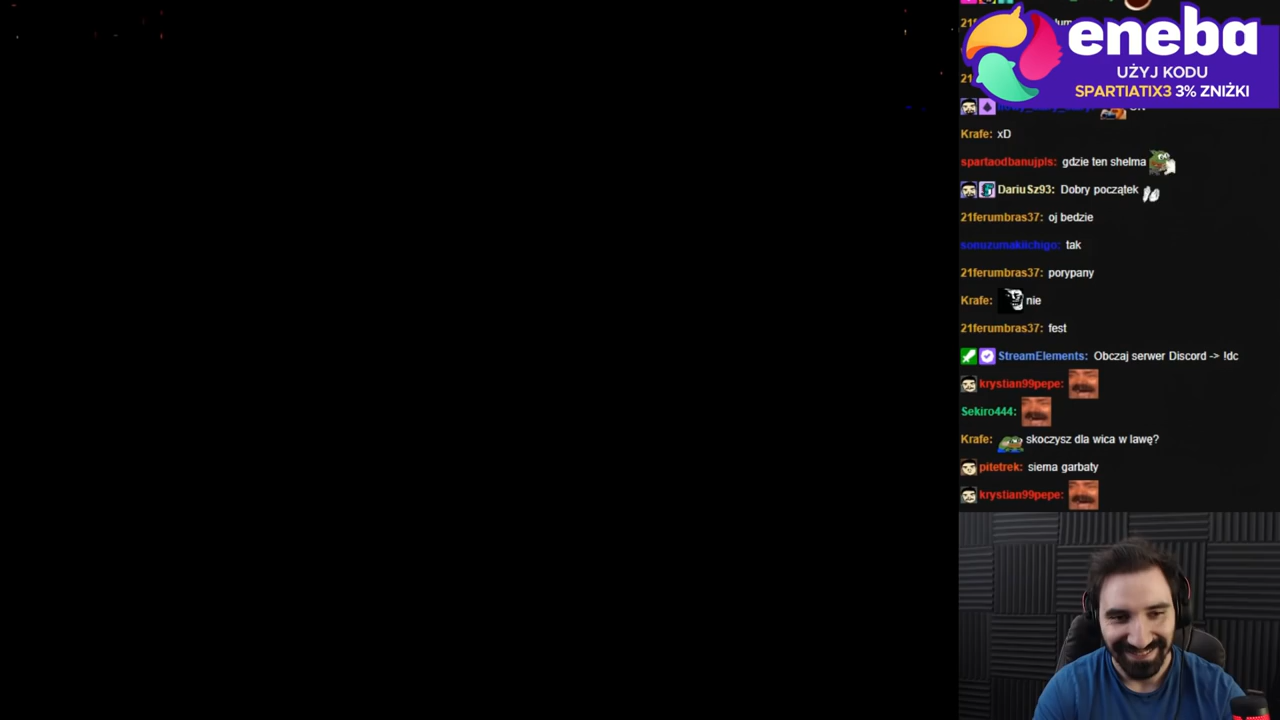 eneba
UŻYJ KODU
SPARTIATIX3 3% ZNIŻKI
Krafe: xD
spartaodbanujpls: gdzie ten shelma
DariuSz93: Dobry początek
21ferumbras37: oj bedzie
sonuzumakiichigo: tak
21ferumbras37: porypany
Krafe: nie
21ferumbras37: fest
StreamElements: Obczaj serwer Discord -> !dc
krystian99pepe:
Sekiro444:
Krafe: skoczysz dla wica w lawę?
pitetrek: siema garbaty
krystian99pepe: